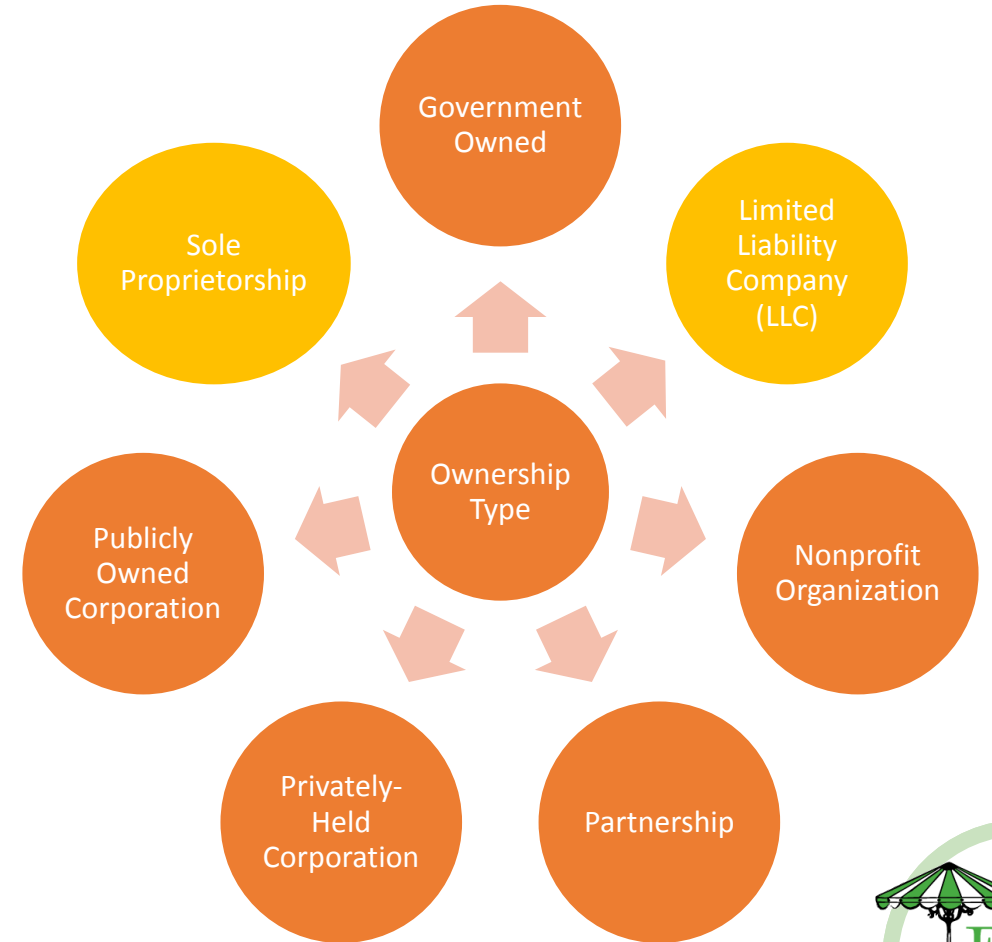 Government
Owned
Limited
Liability
Company
(LLC)
Sole
Proprietorship
Ownership
Type
Nonprofit
Organization
Publicly
Owned
Corporation
Privately-
Held
Corporation
Partnership